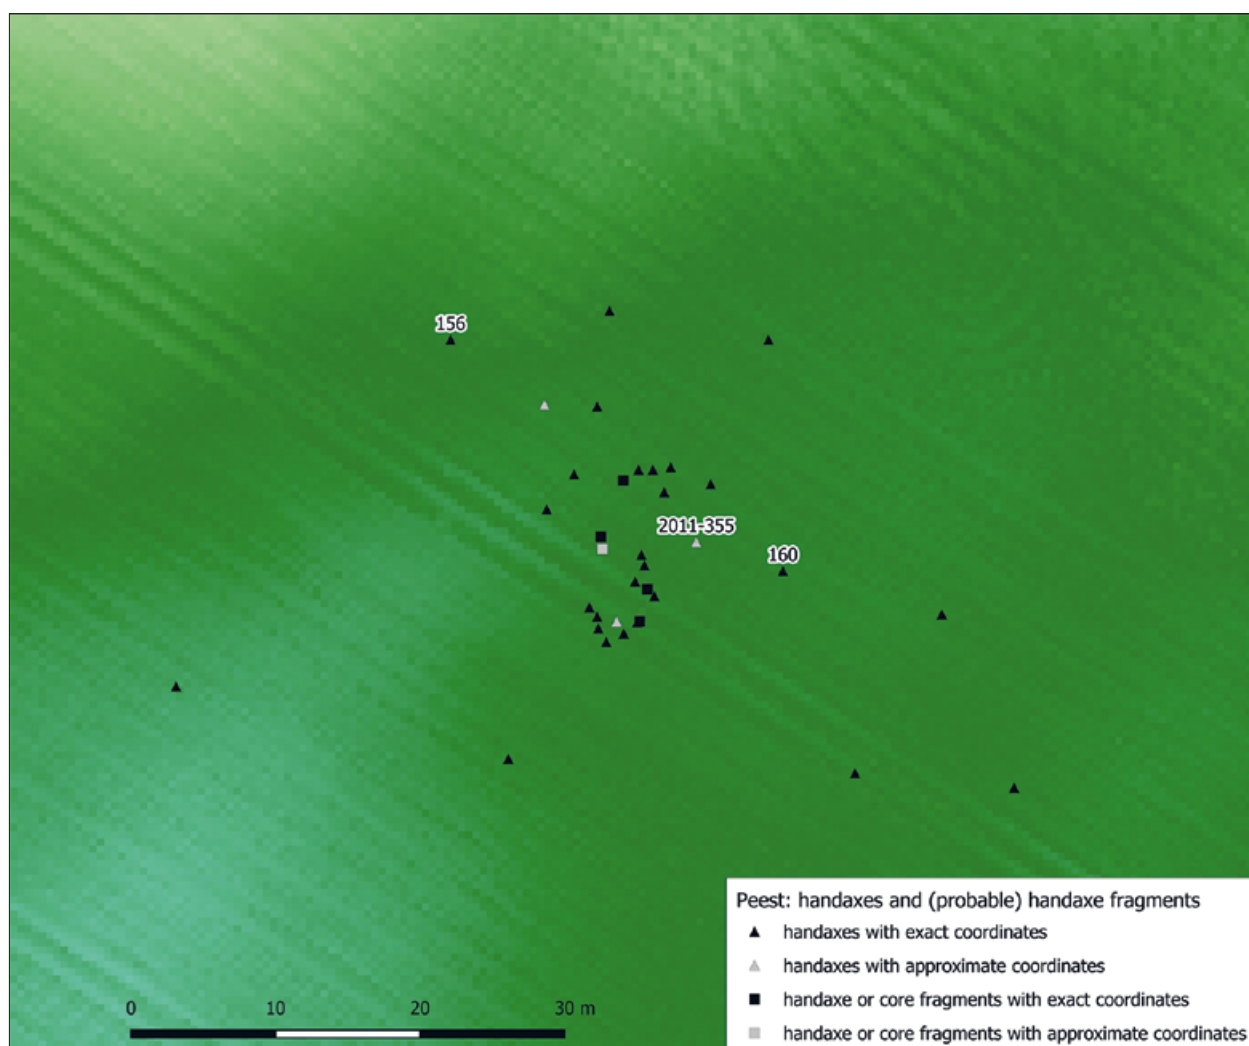 156
2011-355
160
Peest: handaxes and (probable) handaxe fragments
handaxes with exact coordinates
handaxes with approximate coordinates
handaxe or core fragments with exact coordinates
handaxe or core fragments with approximate coordinates
0 10 20 30 m